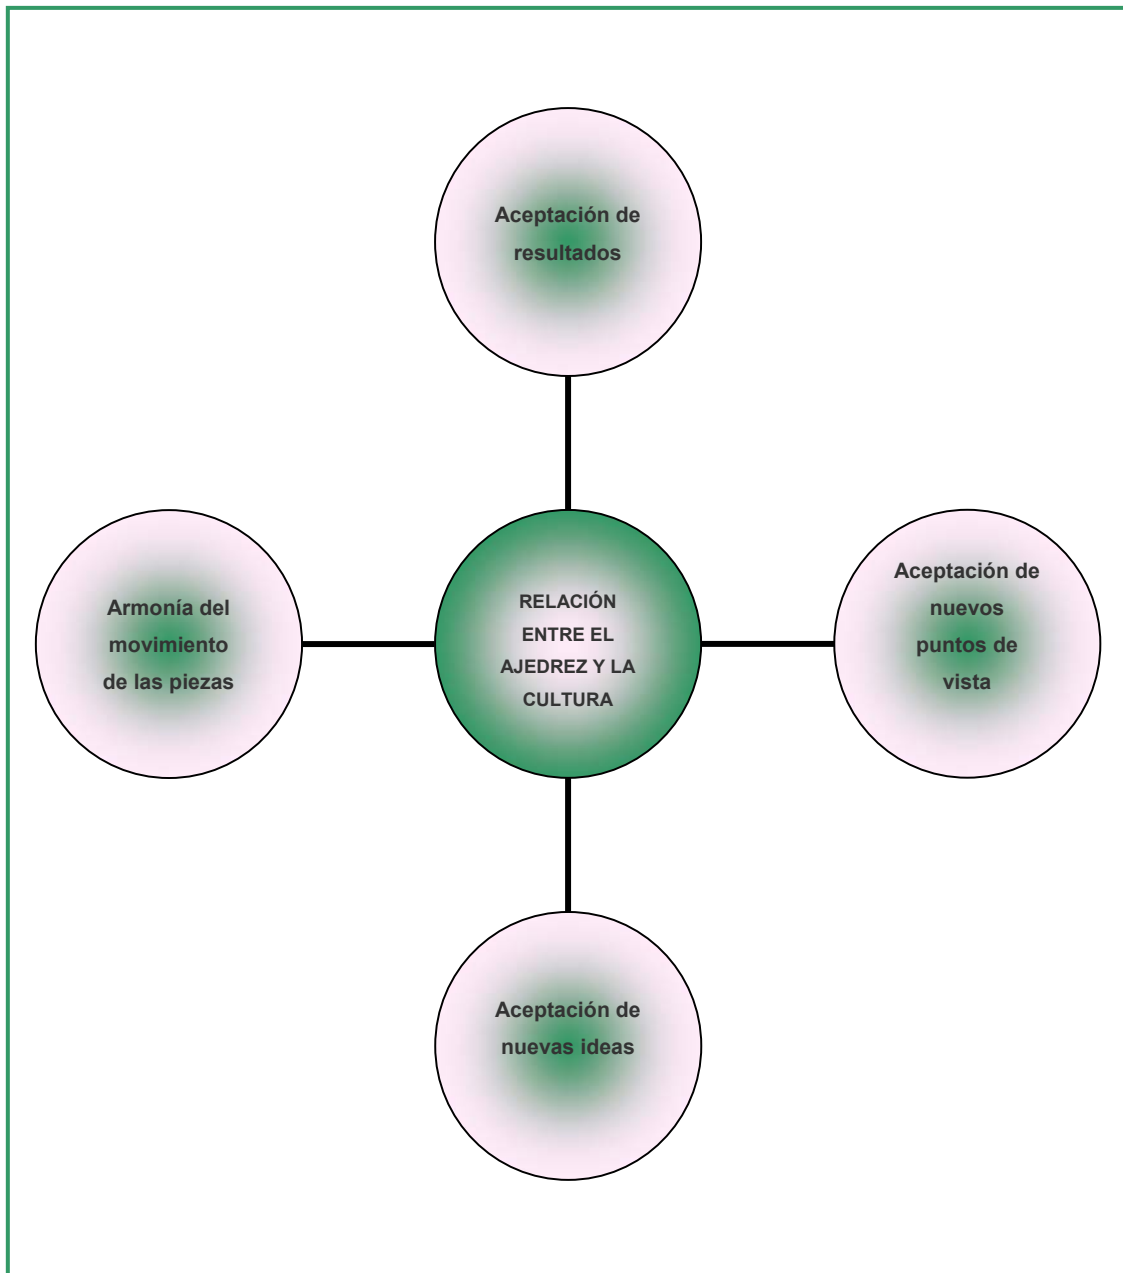 Aceptación de
resultados
Armonía del
movimiento
de las piezas
RELACIÓN
ENTRE EL
AJEDREZ Y LA
CULTURA
Aceptación de
nuevos
puntos de
vista
Aceptación de
nuevas ideas